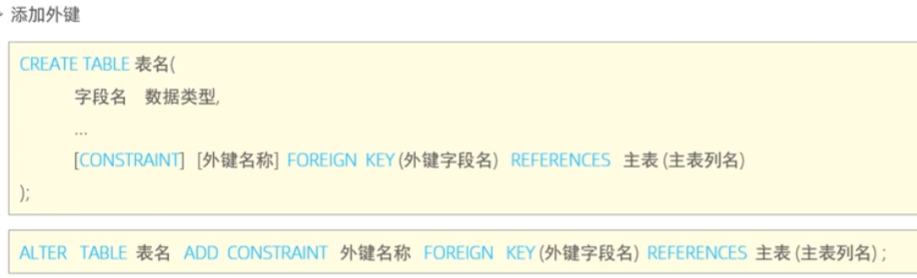 添加外键
CREATE TABLE 表名(
字段名 数据类型,
...
[CONSTRAINT] [外键名称] FOREIGN KEY (外键字段名) REFERENCES 主表 (主表列名)
);
ALTER TABLE 表名 ADD CONSTRAINT 外键名称 FOREIGN KEY (外键字段名) REFERENCES 主表 (主表列名) ;